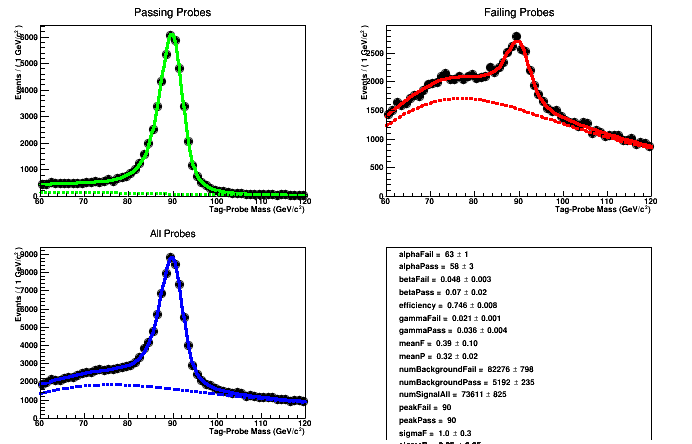 Passing Probes
Events / ( 1 GeV/c² )
6000
5000
4000
3000
2000
1000
0
60 70 80 90 100 110 120
Tag-Probe Mass (GeV/c²)
Failing Probes
Events / ( 1 GeV/c² )
2500
2000
1500
1000
500
0
60 70 80 90 100 110 120
Tag-Probe Mass (GeV/c²)
All Probes
Events / ( 1 GeV/c² )
9000
8000
7000
6000
5000
4000
3000
2000
1000
0
60 70 80 90 100 110 120
Tag-Probe Mass (GeV/c²)
alphaFail = 63 ± 1
alphaPass = 58 ± 3
betaFail = 0.048 ± 0.003
betaPass = 0.07 ± 0.02
efficiency = 0.746 ± 0.008
gammaFail = 0.021 ± 0.001
gammaPass = 0.036 ± 0.004
meanF = 0.39 ± 0.10
meanP = 0.32 ± 0.02
numBackgroundFail = 82276 ± 798
numBackgroundPass = 5192 ± 235
numSignalAll = 73611 ± 825
peakFail = 90
peakPass = 90
sigmaF = 1.0 ± 0.3